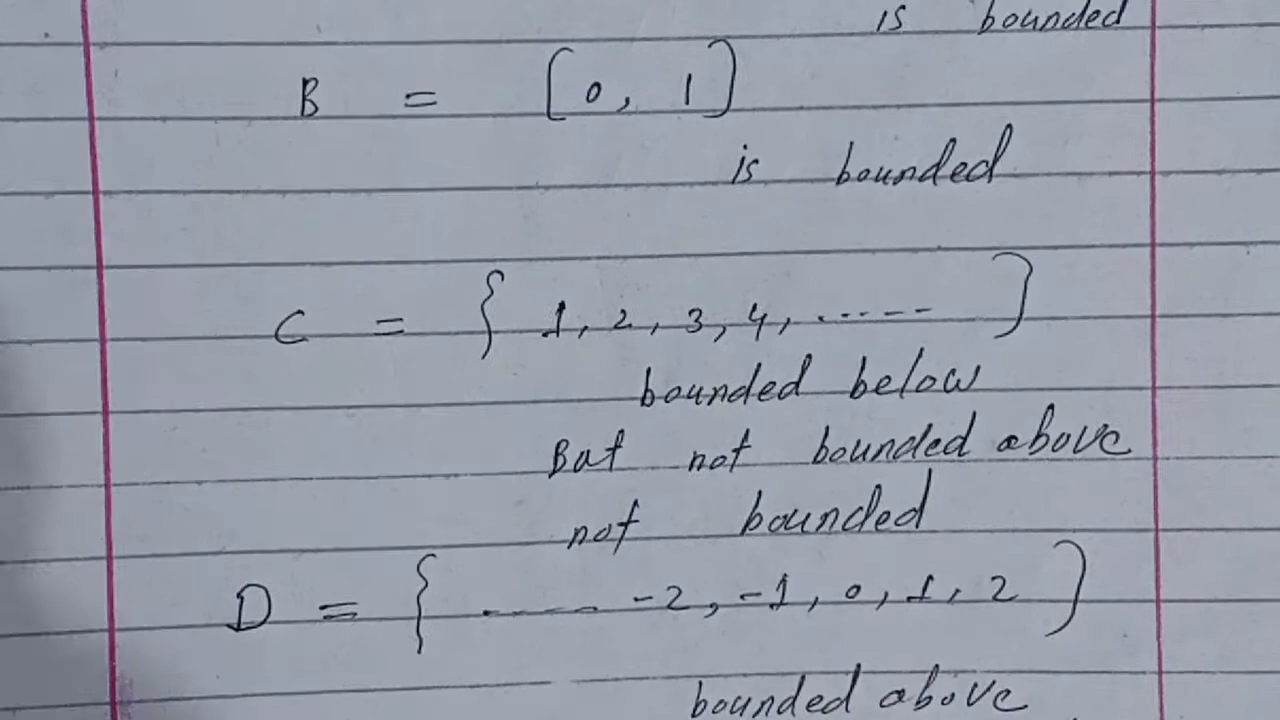 is bounded
B = [0, 1]
is bounded
C = { 1, 2, 3, 4, ..... }
bounded below
But not bounded above
not bounded
D = { ..... -2, -1, 0, 1, 2 }
bounded above